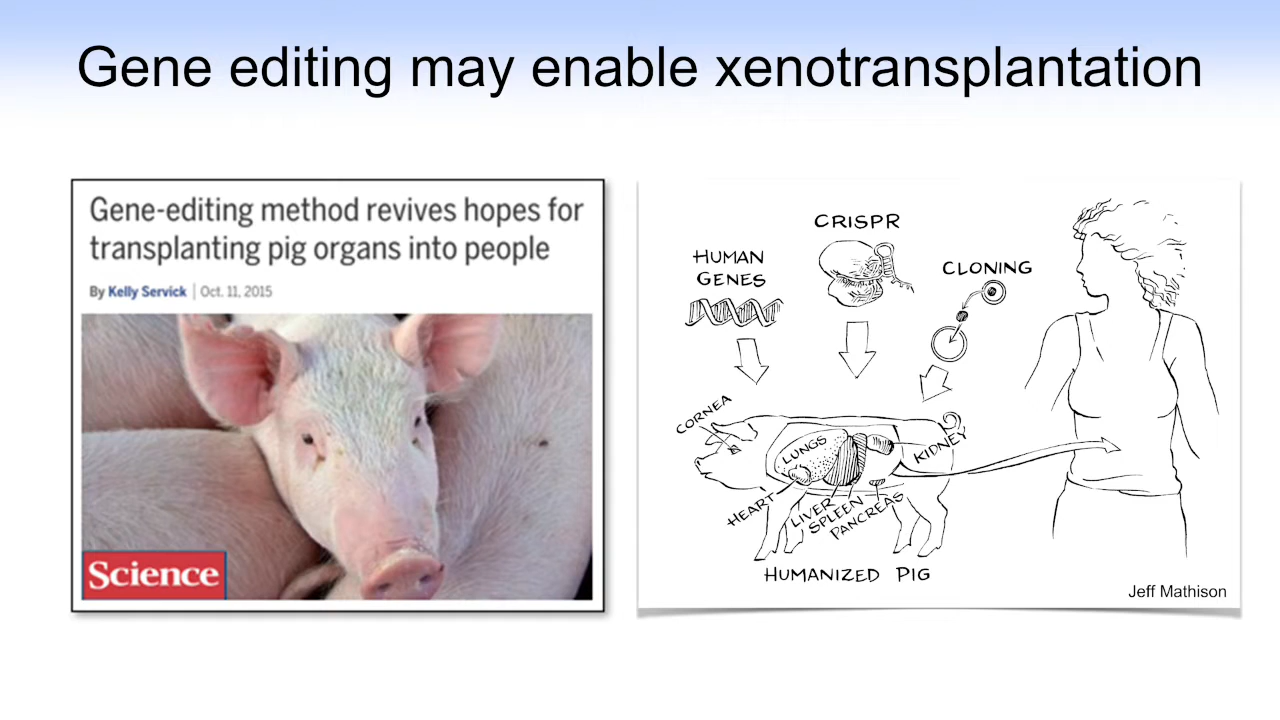 Gene editing may enable xenotransplantation
Gene-editing method revives hopes for
transplanting pig organs into people
By Kelly Servick | Oct. 11, 2015
Science
CRISPR
HUMAN
GENES
CLONING
CORNEA
LUNGS
KIDNEY
HEART
LIVER
SPLEEN
PANCREAS
HUMANIZED PIG
Jeff Mathison